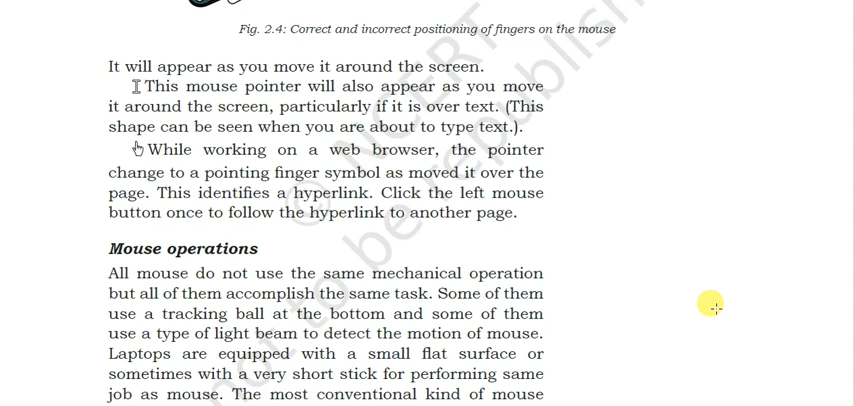 Fig. 2.4: Correct and incorrect positioning of fingers on the mouse
It will appear as you move it around the screen.
This mouse pointer will also appear as you move
it around the screen, particularly if it is over text. (This
shape can be seen when you are about to type text.).
While working on a web browser, the pointer
change to a pointing finger symbol as moved it over the
page. This identifies a hyperlink. Click the left mouse
button once to follow the hyperlink to another page.
Mouse operations
All mouse do not use the same mechanical operation
but all of them accomplish the same task. Some of them
use a tracking ball at the bottom and some of them
use a type of light beam to detect the motion of mouse.
Laptops are equipped with a small flat surface or
sometimes with a very short stick for performing same
job as mouse. The most conventional kind of mouse
© NCERT
not to be republish